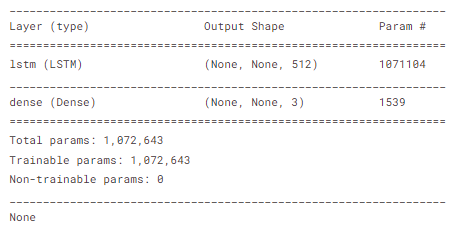 _________________________________________________________________
Layer (type)                 Output Shape              Param #
=================================================================
lstm (LSTM)                  (None, None, 512)         1071104
_________________________________________________________________
dense (Dense)                (None, None, 3)           1539
=================================================================
Total params: 1,072,643
Trainable params: 1,072,643
Non-trainable params: 0
_________________________________________________________________
None